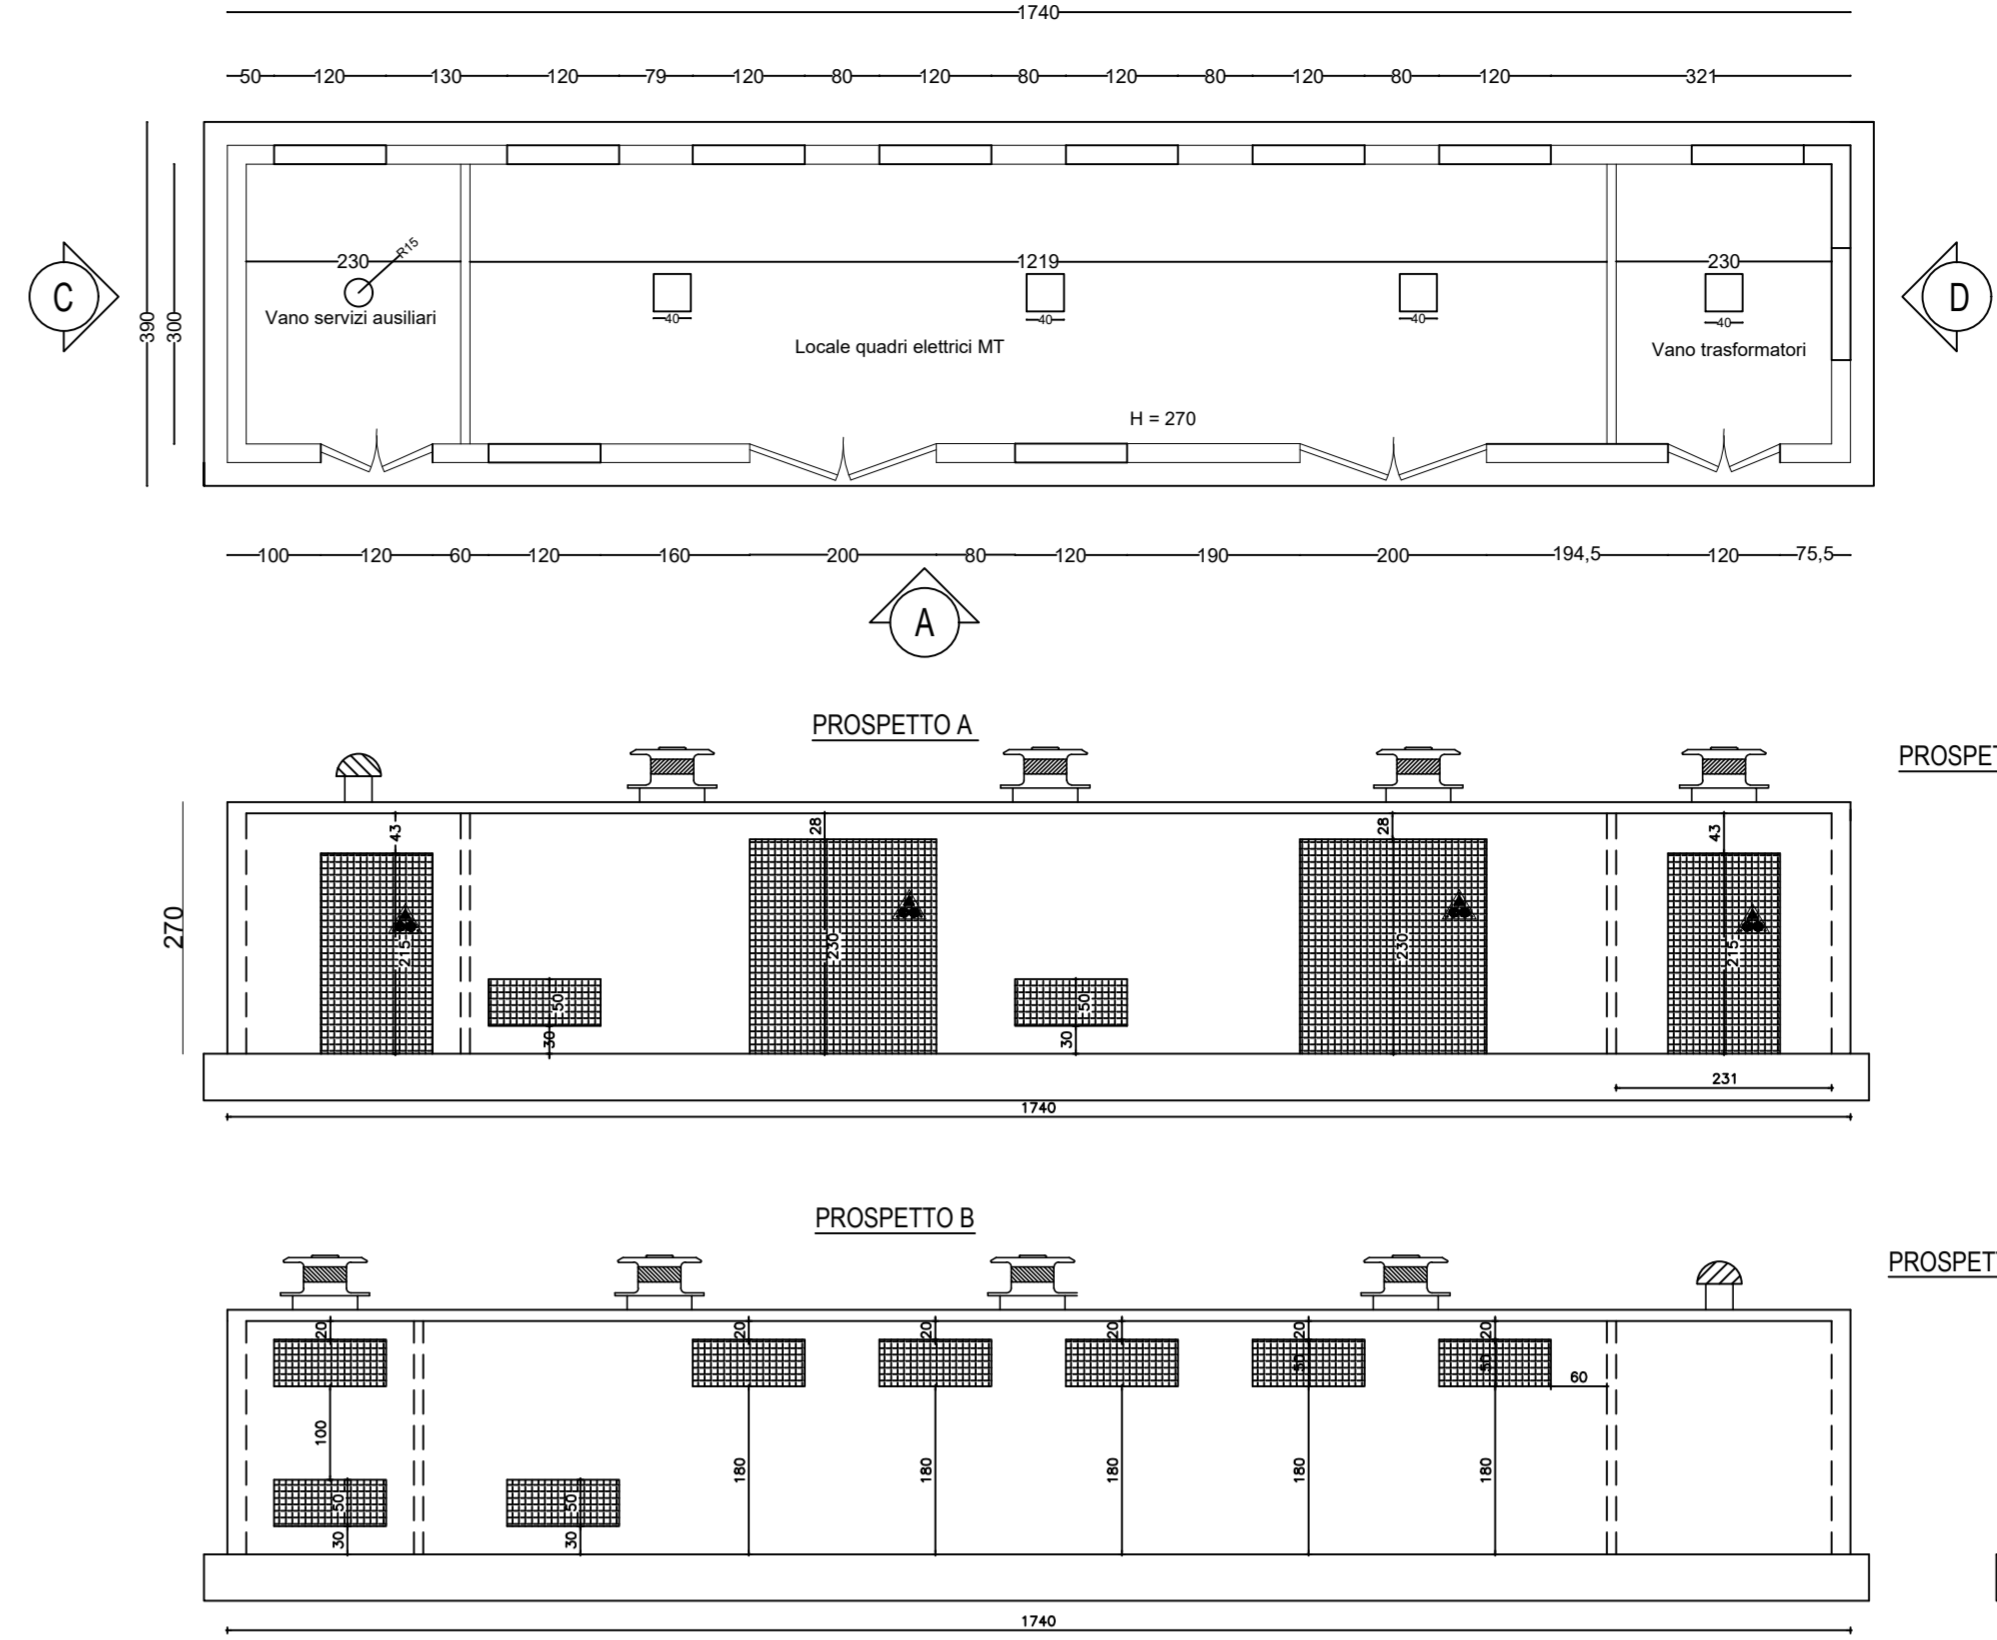 1740
50 120 130 120 79 120 80 120 80 120 80 120 80 120 321
390
300
230 R15 1219 230
C
D
Vano servizi ausiliari
40 40 40 40
Locale quadri elettrici MT
Vano trasformatori
H = 270
100 120 60 120 160 200 80 120 190 200 194,5 120 75,5
A
PROSPETTO A
PROSPET
43 28 28 43
270
215 230 230 215
50 50
30 30
231
1740
PROSPETTO B
PROSPETT
20 20 20 20 20 20
50 50
60
100
180 180 180 180 180
50 50
30 30
1740